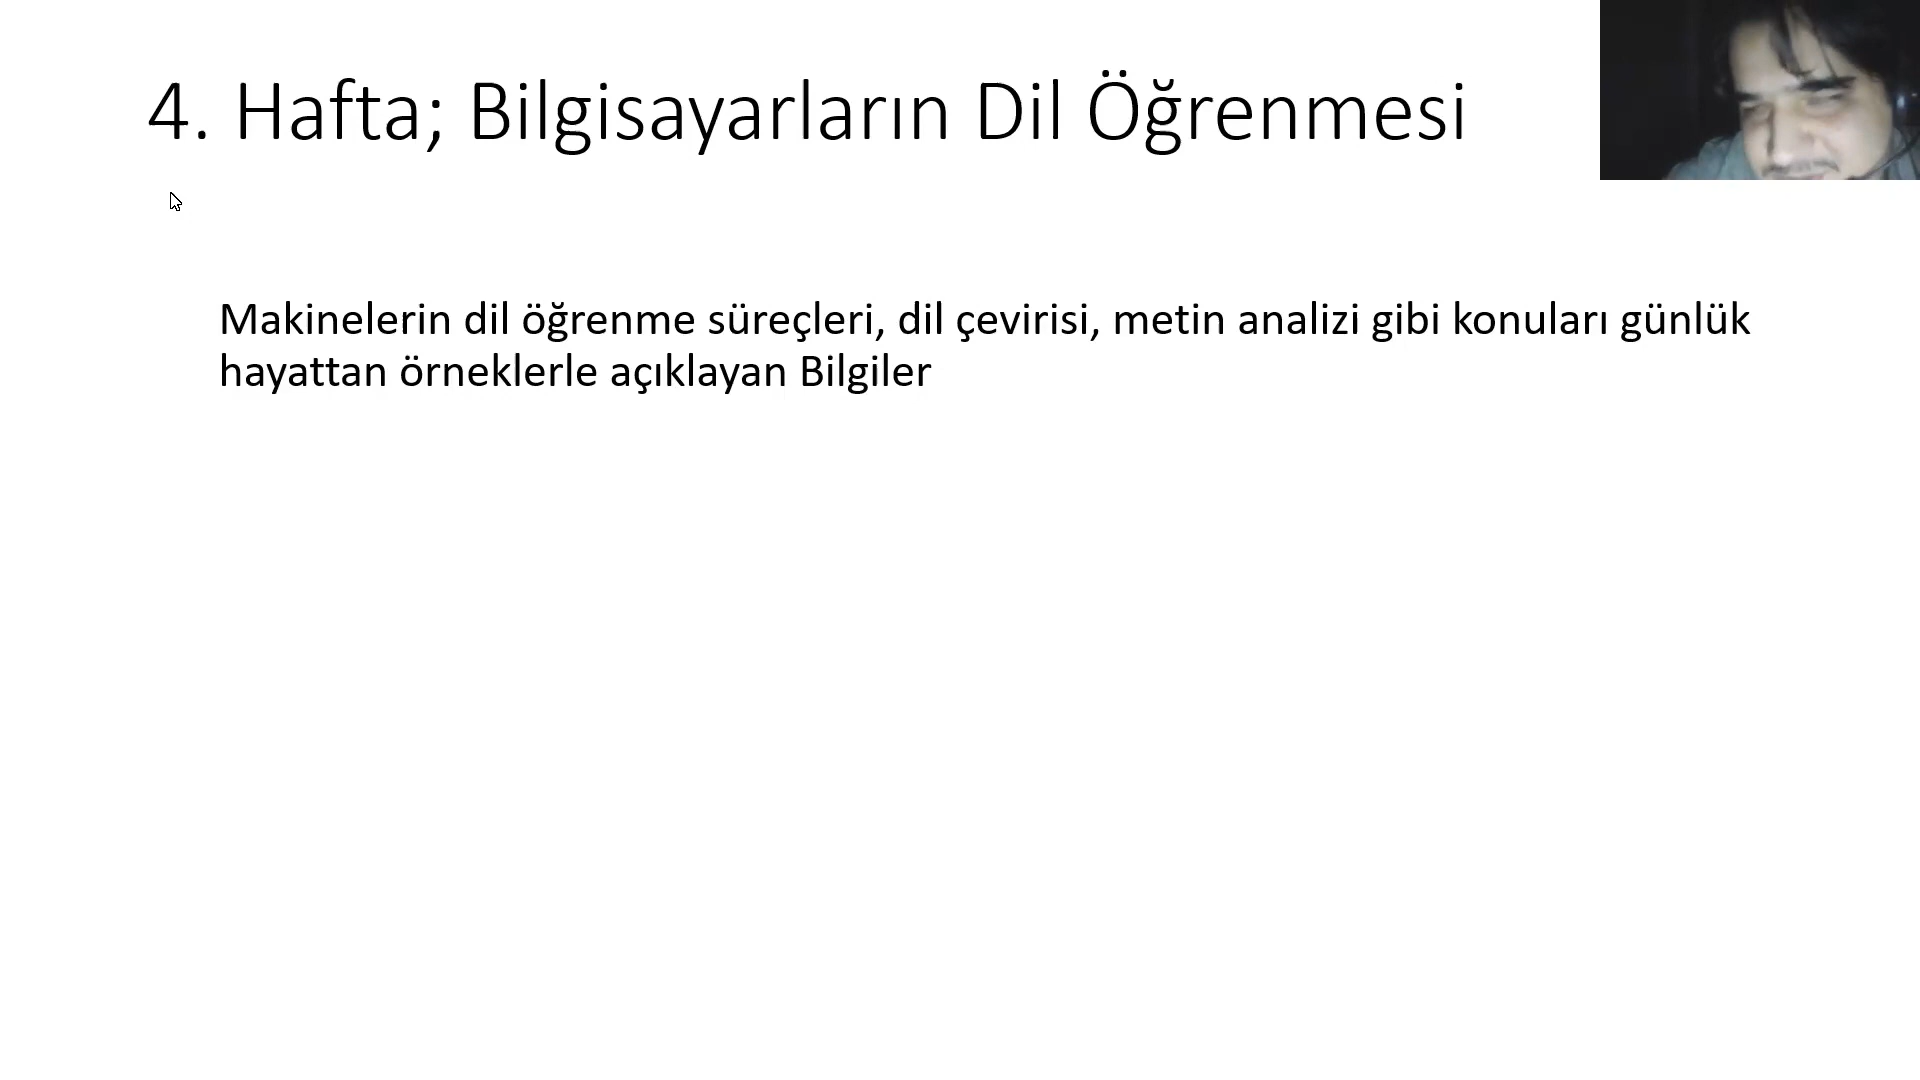 4. Hafta; Bilgisayarların Dil Öğrenmesi
Makinelerin dil öğrenme süreçleri, dil çevirisi, metin analizi gibi konuları günlük
hayattan örneklerle açıklayan Bilgiler